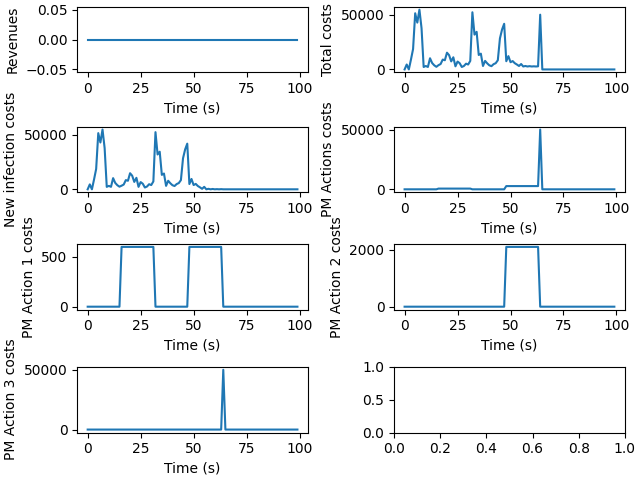 Revenues
0.05
0.00
−0.05
0 25 50 75 100
Time (s)
Total costs
50000
0
0 25 50 75 100
Time (s)
New infection costs
50000
0
0 25 50 75 100
Time (s)
PM Actions costs
50000
0
0 25 50 75 100
Time (s)
PM Action 1 costs
500
0
0 25 50 75 100
Time (s)
PM Action 2 costs
2000
0
0 25 50 75 100
Time (s)
PM Action 3 costs
50000
0
0 25 50 75 100
Time (s)
1.0
0.5
0.0
0.0 0.2 0.4 0.6 0.8 1.0